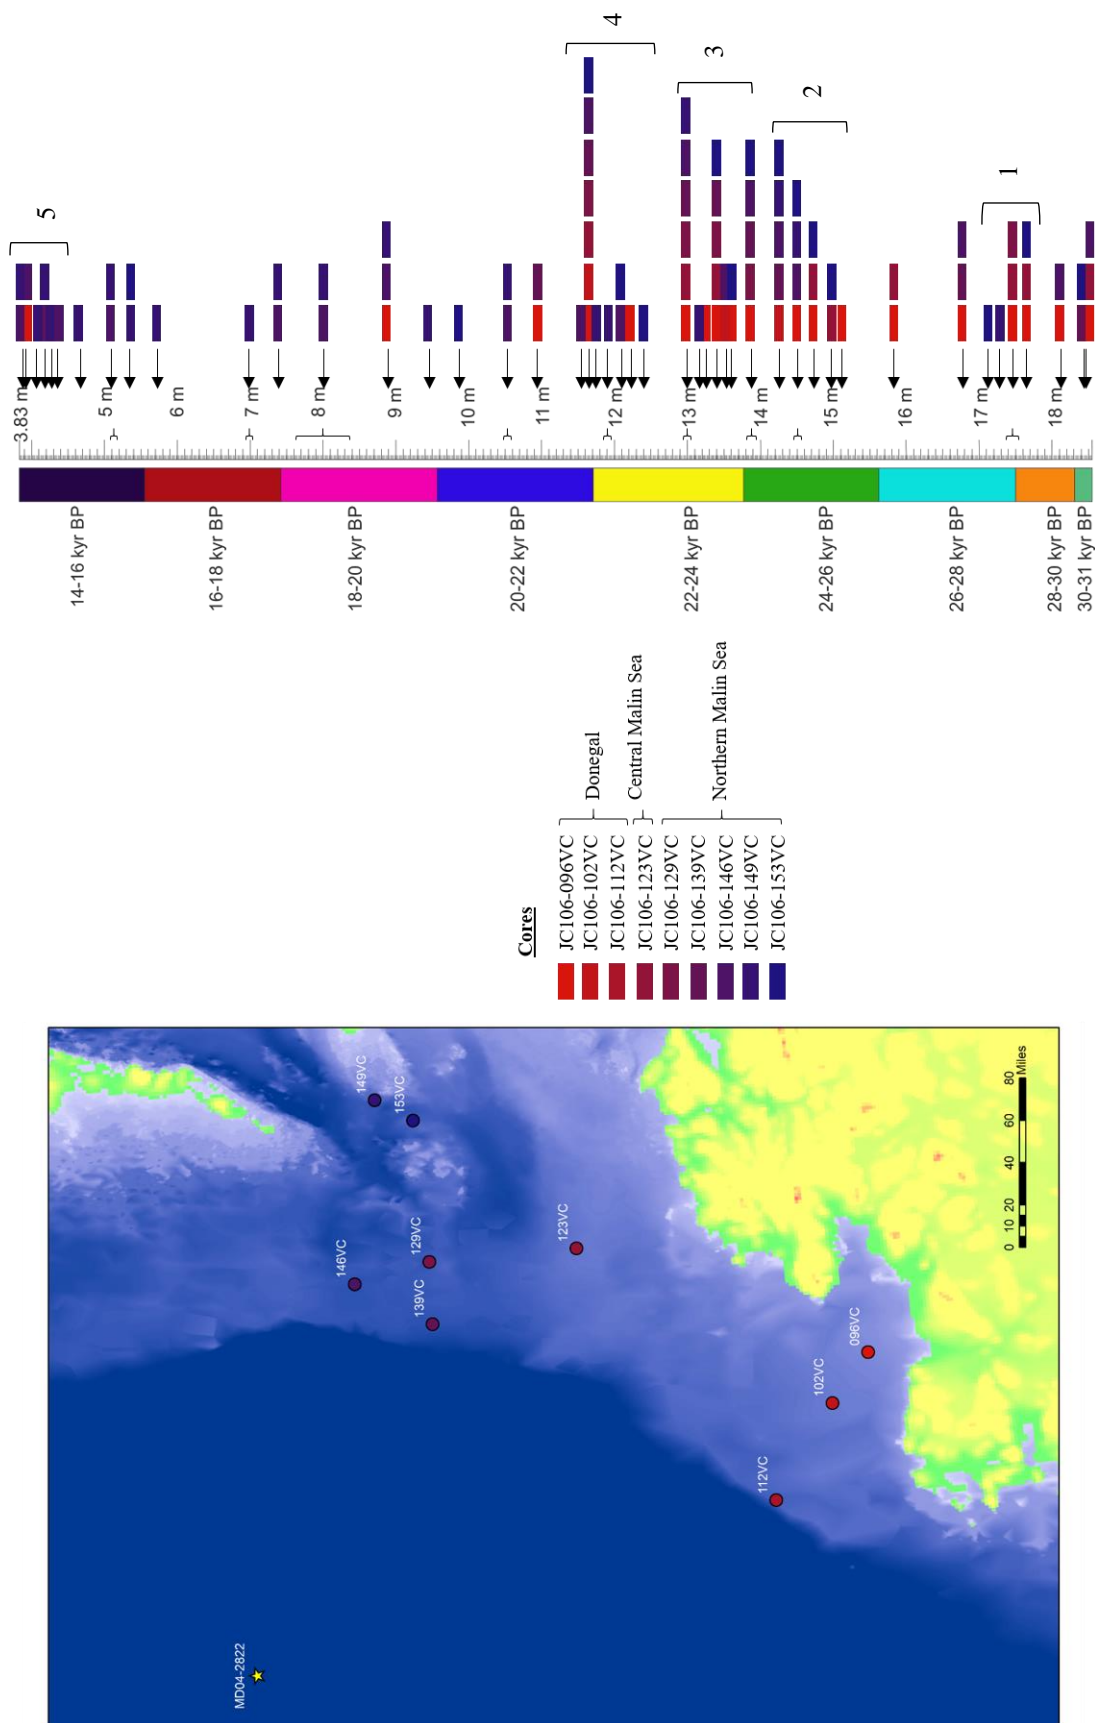 MD04-2822
146VC
139VC
129VC
149VC
153VC
123VC
112VC
102VC
096VC
0 10 20 40 60 80
Miles
Cores
JC106-096VC
JC106-102VC
JC106-112VC
JC106-123VC
JC106-129VC
JC106-139VC
JC106-146VC
JC106-149VC
JC106-153VC
Donegal
Central Malin Sea
Northern Malin Sea
14-16 kyr BP
16-18 kyr BP
18-20 kyr BP
20-22 kyr BP
22-24 kyr BP
24-26 kyr BP
26-28 kyr BP
28-30 kyr BP
30-31 kyr BP
3.83 m
5 m
6 m
7 m
8 m
9 m
10 m
11 m
12 m
13 m
14 m
15 m
16 m
17 m
18 m
5
4
3
2
1